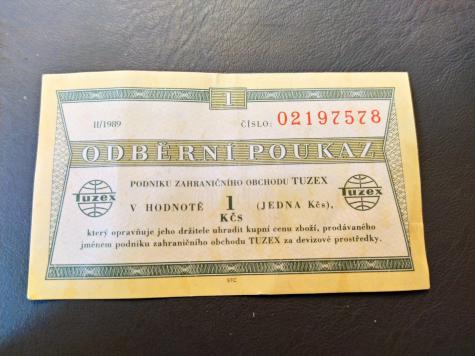 1
II/1989 ČÍSLO: 02197578
ODBĚRNÍ POUKAZ
PODNIKU ZAHRANIČNÍHO OBCHODU TUZEX
Tuzex V HODNOTĚ 1 (JEDNA Kčs), Tuzex
KČS
který opravňuje jeho držitele uhradit kupní cenu zboží, prodávaného
jménem podniku zahraničního obchodu TUZEX za devizové prostředky.
STC